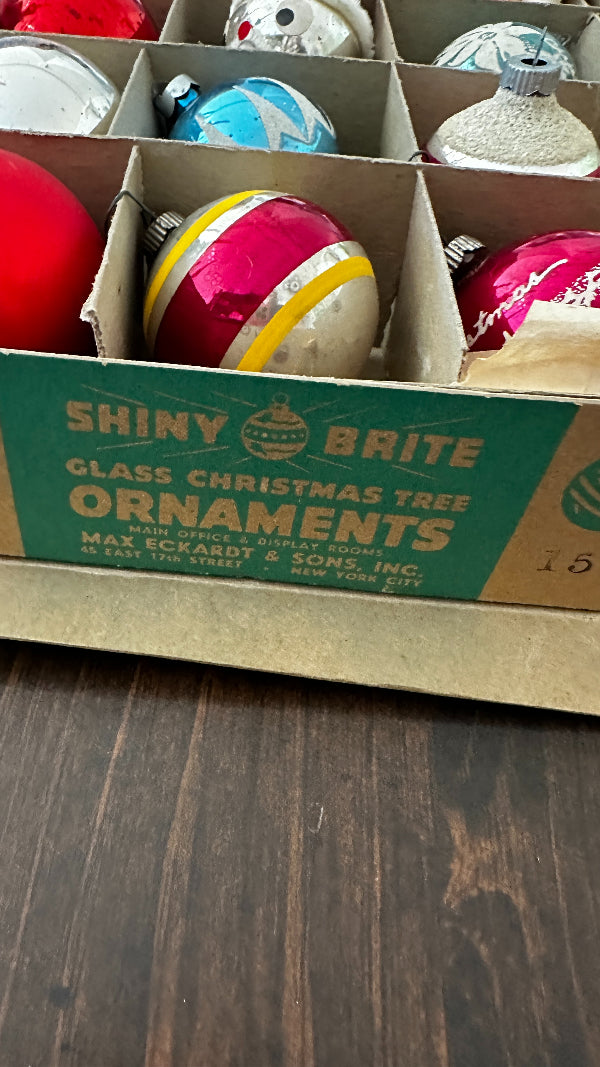 SHINY BRITE
GLASS CHRISTMAS TREE
ORNAMENTS
MAIN OFFICE & DISPLAY ROOMS
MAX ECKARDT & SONS, INC.
45 EAST 17th STREET NEW YORK CITY
15